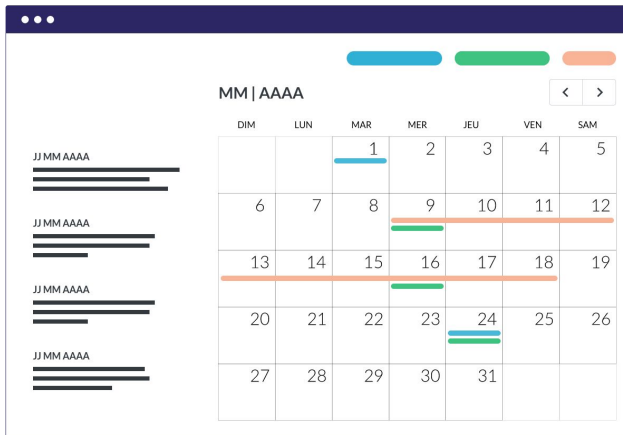 MM | AAAA
DIM LUN MAR MER JEU VEN SAM
1 2 3 4 5
JJ MM AAAA
6 7 8 9 10 11 12
JJ MM AAAA
13 14 15 16 17 18 19
JJ MM AAAA
20 21 22 23 24 25 26
JJ MM AAAA
27 28 29 30 31